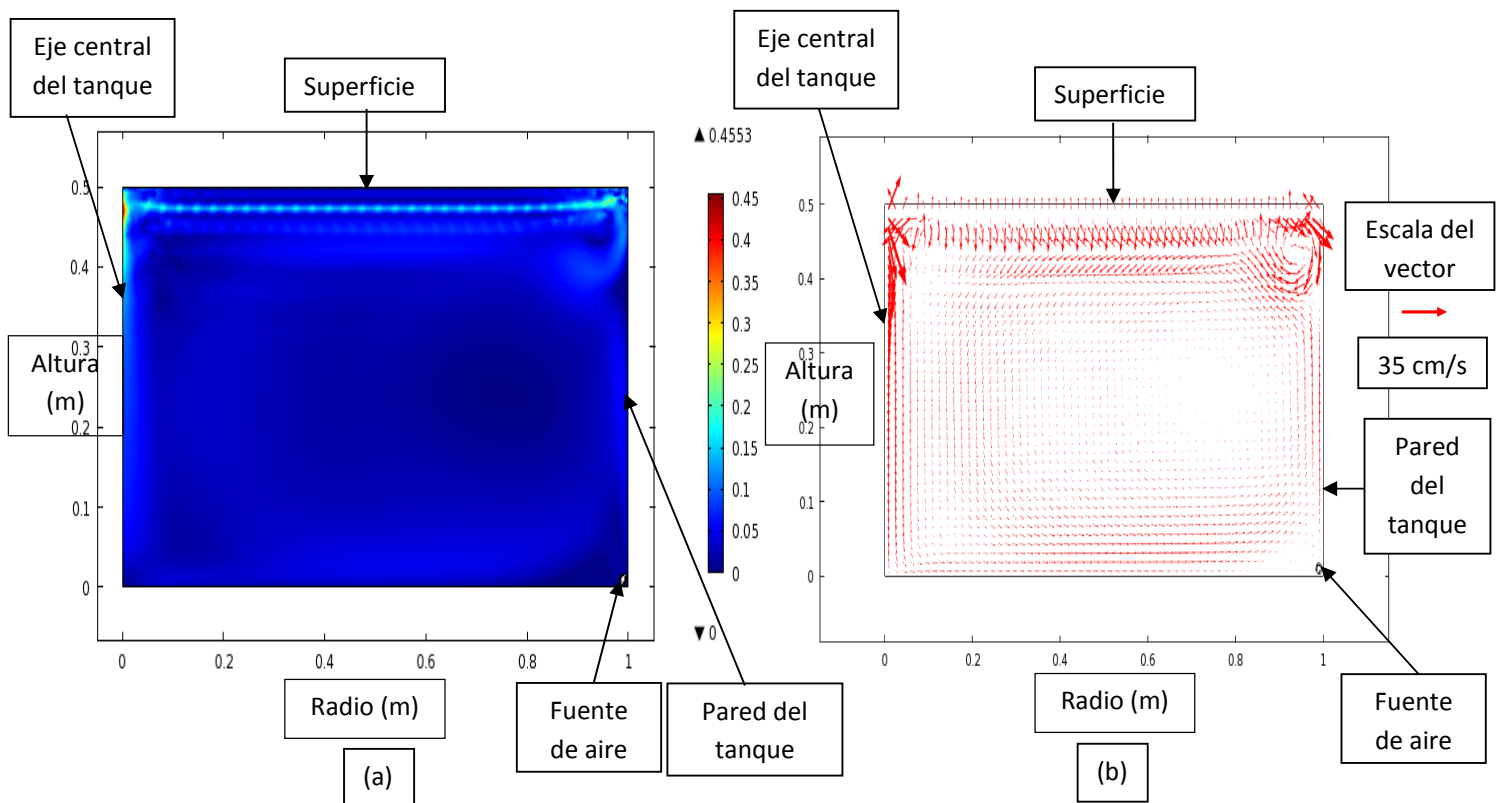 Eje central
del tanque
Superficie
0.5
0.4
Altura
(m)
0.3
0.2
0.1
0
0
0.2
0.4
0.6
0.8
1
Radio (m)
(a)
Fuente
de aire
Pared del
tanque
▲ 0.4553
0.45
0.4
0.35
0.3
0.25
0.2
0.15
0.1
0.05
0
▼ 0
Eje central
del tanque
Superficie
0.5
0.4
0.3
Altura
(m)
0.2
0.1
0
0
0.2
0.4
0.6
0.8
1
Radio (m)
(b)
Escala del
vector
35 cm/s
Pared
del
tanque
Fuente
de aire